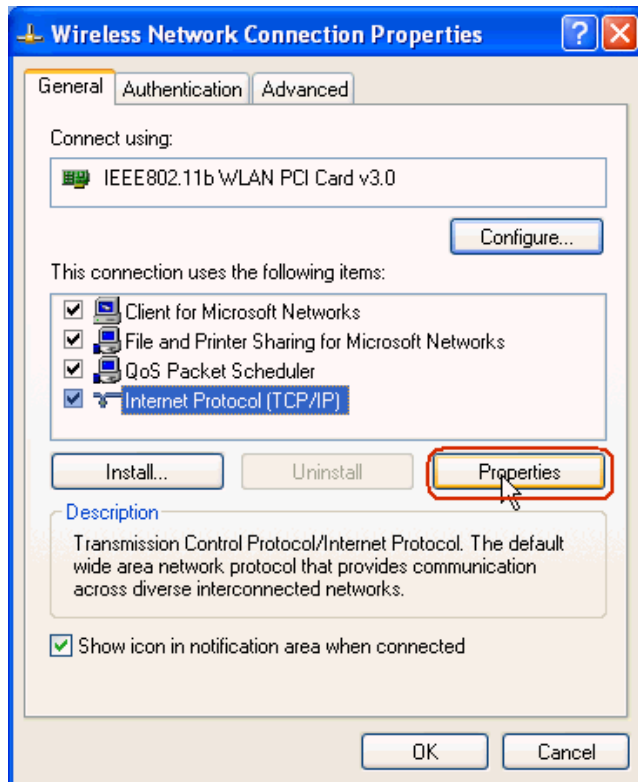 Wireless Network Connection Properties
General Authentication Advanced
Connect using:
IEEE802.11b WLAN PCI Card v3.0
Configure...
This connection uses the following items:
Client for Microsoft Networks
File and Printer Sharing for Microsoft Networks
QoS Packet Scheduler
Internet Protocol (TCP/IP)
Install... Uninstall Properties
Description
Transmission Control Protocol/Internet Protocol. The default
wide area network protocol that provides communication
across diverse interconnected networks.
Show icon in notification area when connected
OK Cancel